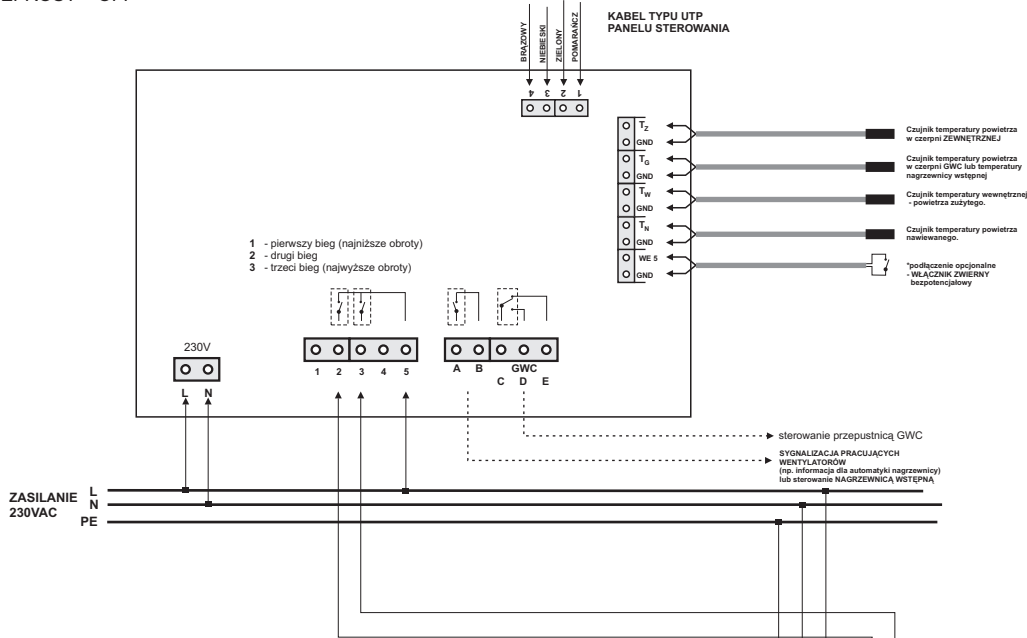 KABEL TYPU UTP
PANELU STEROWANIA
BRĄZOWY
NIEBIESKI
ZIELONY
POMARAŃCZ
4 3 2 1
TZ
GND
TG
GND
TW
GND
TN
GND
WE 5
GND
Czujnik temperatury powietrza
w czerpni ZEWNĘTRZNEJ
Czujnik temperatury powietrza
w czerpni GWC lub temperatury
nagrzewnicy wstępnej
Czujnik temperatury wewnętrznej
- powietrza zużytego.
Czujnik temperatury powietrza
nawiewanego.
*podłączenie opcjonalne
- WŁĄCZNIK ZWIERNY
bezpotencjałowy
1 - pierwszy bieg (najniższe obroty)
2 - drugi bieg
3 - trzeci bieg (najwyższe obroty)
230V
L N
1 2 3 4 5
A B GWC
C D E
sterowanie przepustnicą GWC
SYGNALIZACJA PRACUJĄCYCH
WENTYLATORÓW
(np. informacja dla automatyki nagrzewnicy)
lub sterowanie NAGRZEWNICĄ WSTĘPNĄ
ZASILANIE
230VAC
L
N
PE